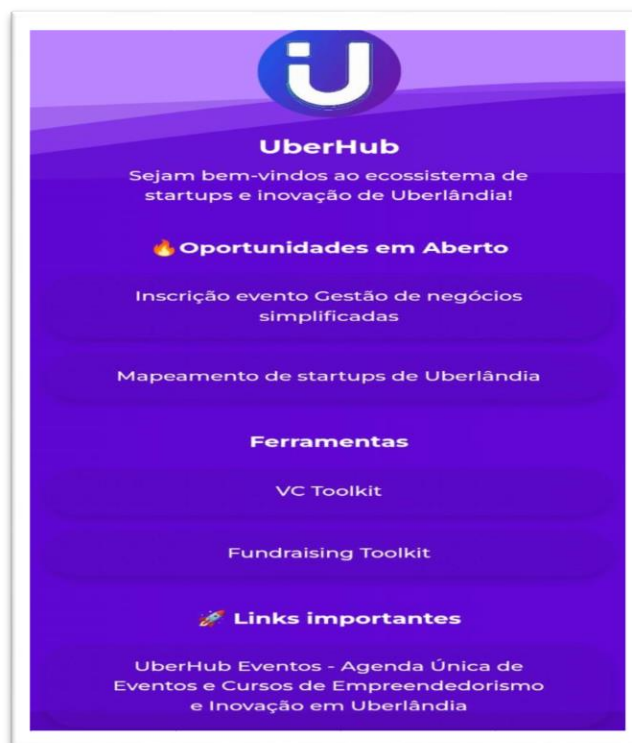 U
UberHub
Sejam bem-vindos ao ecossistema de
startups e inovação de Uberlândia!
🔥Oportunidades em Aberto
Inscrição evento Gestão de negócios
simplificadas
Mapeamento de startups de Uberlândia
Ferramentas
VC Toolkit
Fundraising Toolkit
🚀 Links importantes
UberHub Eventos - Agenda Única de
Eventos e Cursos de Empreendedorismo
e Inovação em Uberlândia